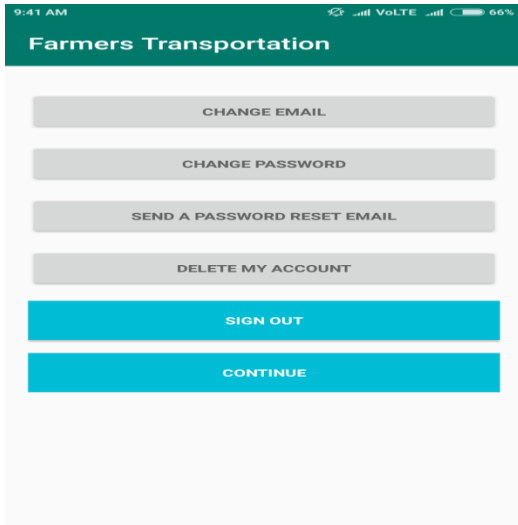 9:41 AM VoLTE 66%
Farmers Transportation
CHANGE EMAIL
CHANGE PASSWORD
SEND A PASSWORD RESET EMAIL
DELETE MY ACCOUNT
SIGN OUT
CONTINUE